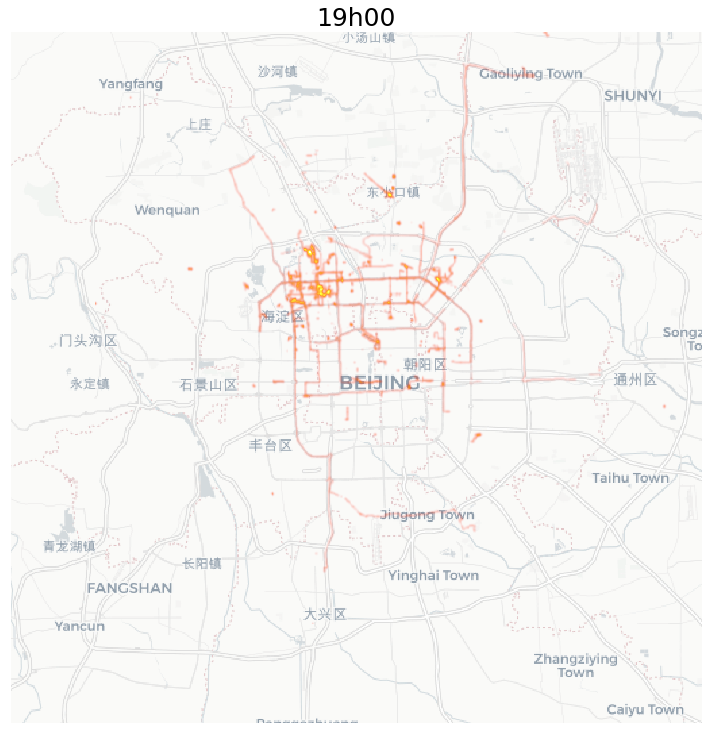 19h00
小汤山镇
沙河镇
Gaoliying Town
Yangfang
SHUNYI
上庄
东小口镇
Wenquan
海淀区
门头沟区
Songz
To
朝阳区
BEIJING
石景山区
永定镇
通州区
丰台区
Taihu Town
Jiugong Town
青龙湖镇
长阳镇
Yinghai Town
FANGSHAN
大兴区
Yancun
Zhangziying
Town
Caiyu Town